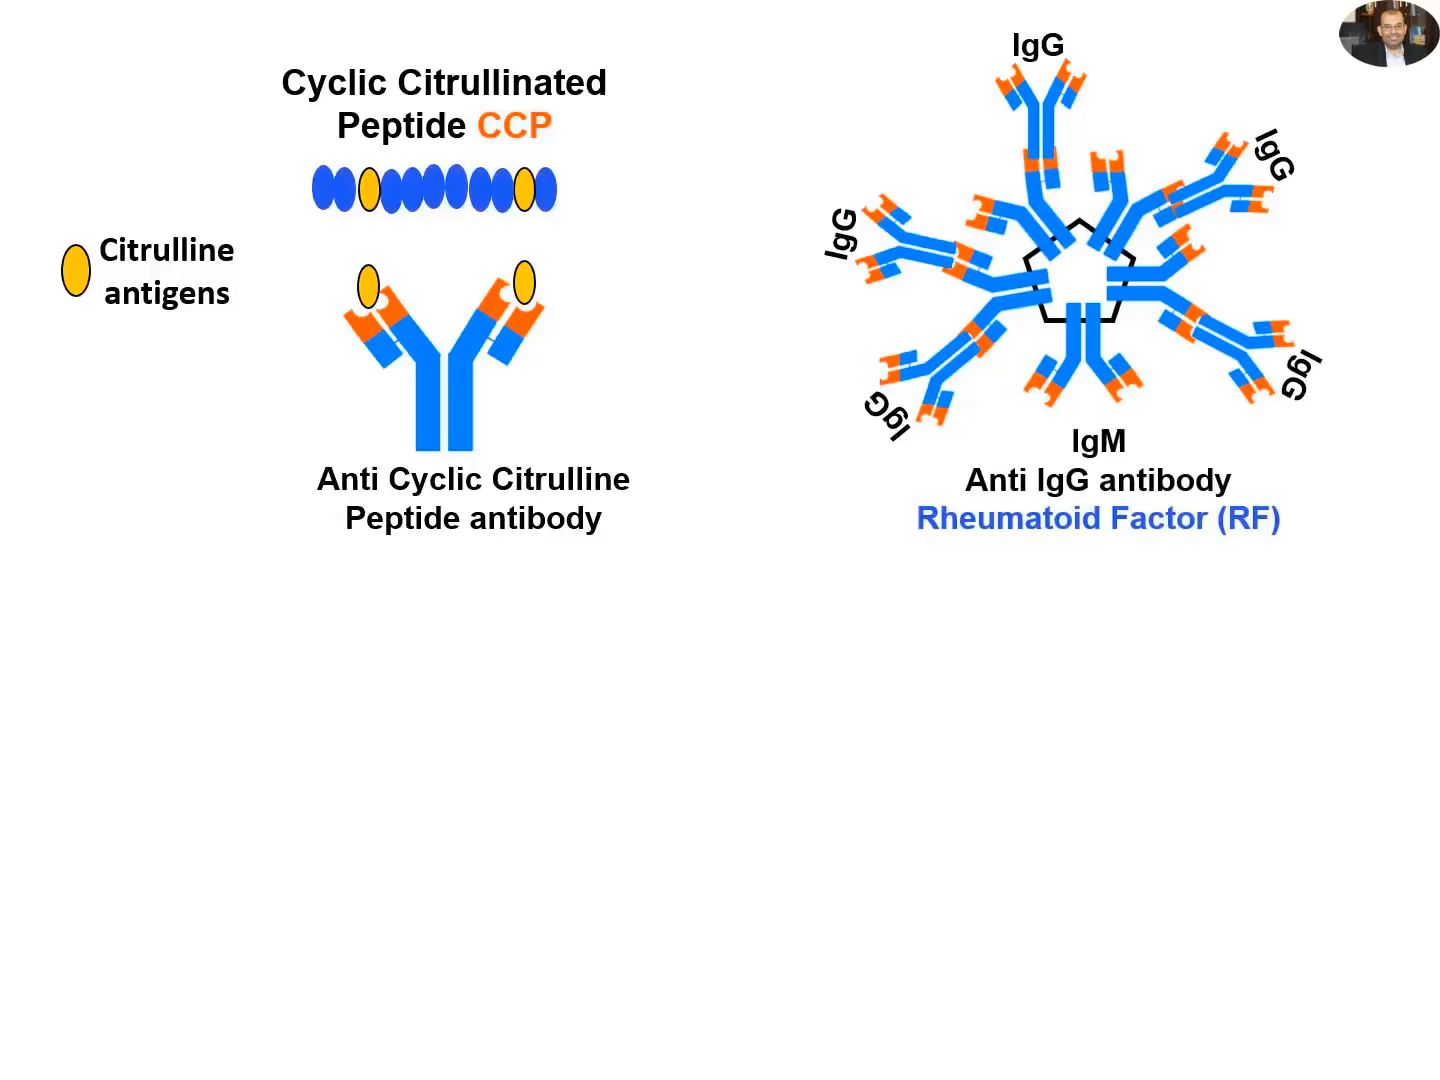 Cyclic Citrullinated
Peptide CCP
Citrulline
antigens
Anti Cyclic Citrulline
Peptide antibody
IgG
IgG
IgG
IgG
IgG
IgM
Anti IgG antibody
Rheumatoid Factor (RF)